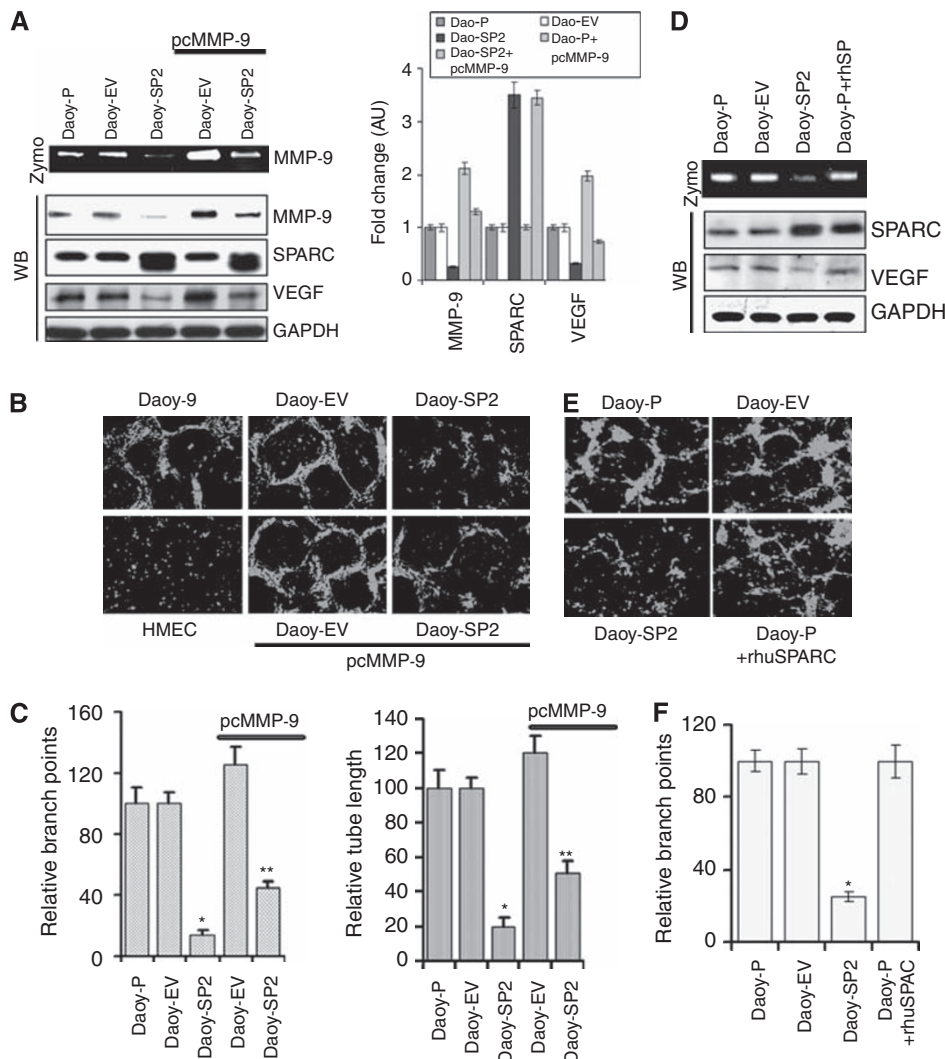 A
pcMMP-9
Daoy-P
Daoy-EV
Daoy-SP2
Daoy-EV
Daoy-SP2
Zymo
MMP-9
WB
MMP-9
SPARC
VEGF
GAPDH
Dao-P
Dao-EV
Dao-SP2
Dao-P+
Dao-SP2+
pcMMP-9
pcMMP-9
Fold change (AU)
4
3
2
1
0
MMP-9
SPARC
VEGF
D
Daoy-P
Daoy-EV
Daoy-SP2
Daoy-P+rhSP
Zymo
WB
SPARC
VEGF
GAPDH
B
Daoy-9
Daoy-EV
Daoy-SP2
HMEC
Daoy-EV
Daoy-SP2
pcMMP-9
E
Daoy-P
Daoy-EV
Daoy-SP2
Daoy-P
+rhuSPARC
C
Relative branch points
160
120
80
40
0
pcMMP-9
*
**
Daoy-P
Daoy-EV
Daoy-SP2
Daoy-EV
Daoy-SP2
Relative tube length
140
120
100
80
60
40
20
0
pcMMP-9
*
**
Daoy-P
Daoy-EV
Daoy-SP2
Daoy-EV
Daoy-SP2
F
Relative branch points
120
80
40
0
*
Daoy-P
Daoy-EV
Daoy-SP2
Daoy-P
+rhuSPAC